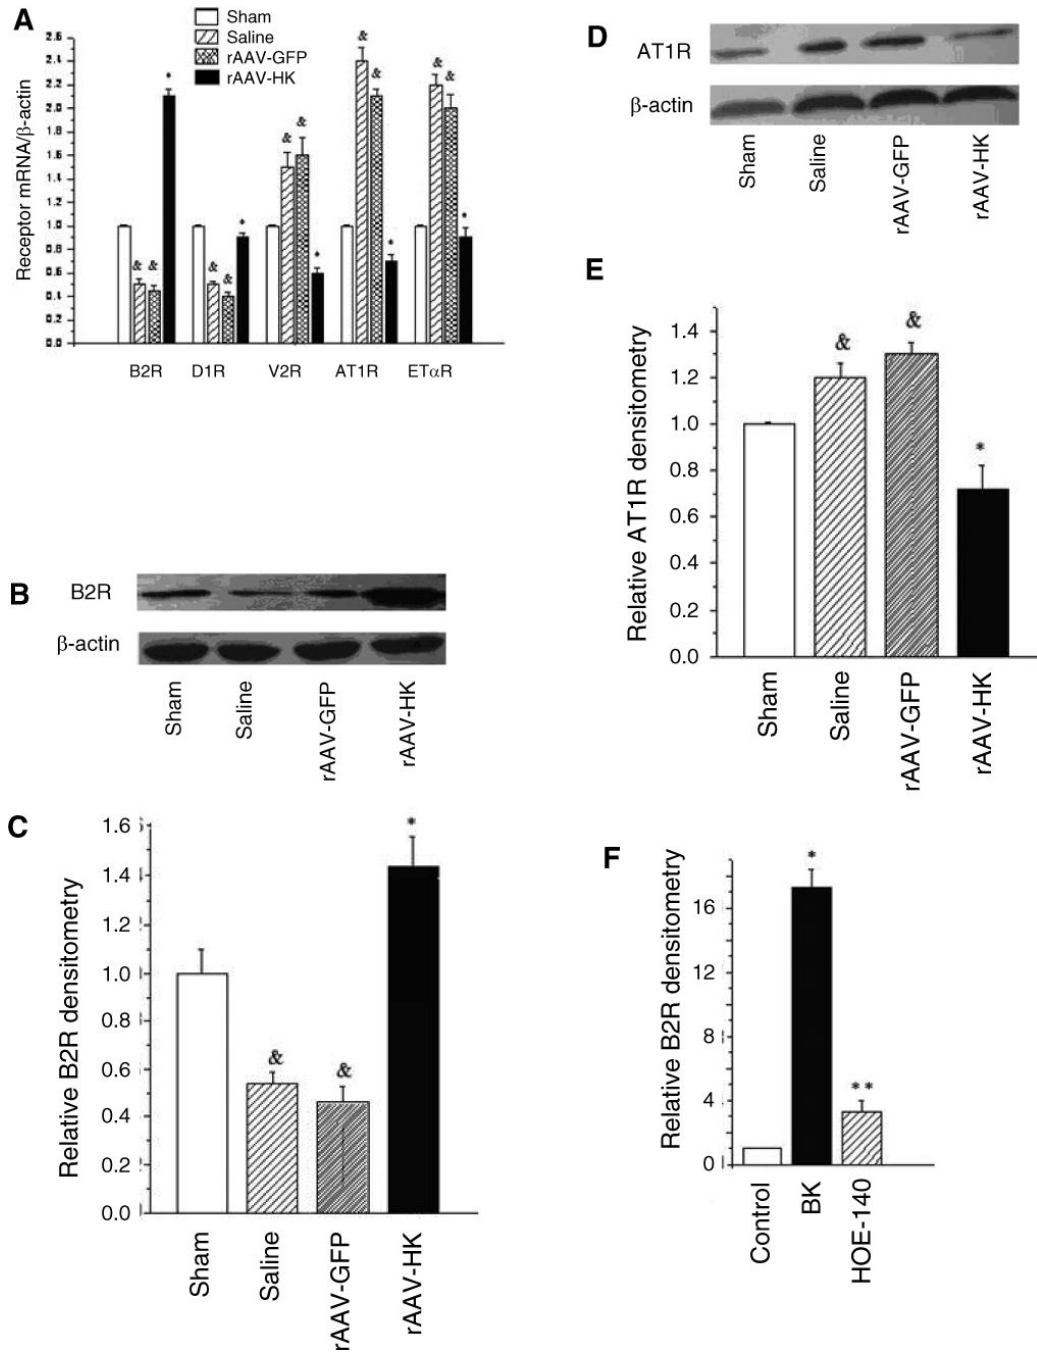 A
Sham
Saline
rAAV-GFP
rAAV-HK
Receptor mRNA/β-actin
2.6
2.4
2.2
2.0
1.8
1.6
1.4
1.2
1.0
0.8
0.6
0.4
0.2
0.0
& & *
& & *
& & *
& & *
& & *
B2R D1R V2R AT1R ETαR
B
B2R
β-actin
Sham Saline rAAV-GFP rAAV-HK
C
Relative B2R densitometry
1.6
1.4
1.2
1.0
0.8
0.6
0.4
0.2
0.0
& & *
Sham Saline rAAV-GFP rAAV-HK
D
AT1R
β-actin
Sham Saline rAAV-GFP rAAV-HK
E
Relative AT1R densitometry
1.4
1.2
1.0
0.8
0.6
0.4
0.2
0.0
& & *
Sham Saline rAAV-GFP rAAV-HK
F
Relative B2R densitometry
16
12
8
4
0
* **
Control BK HOE-140